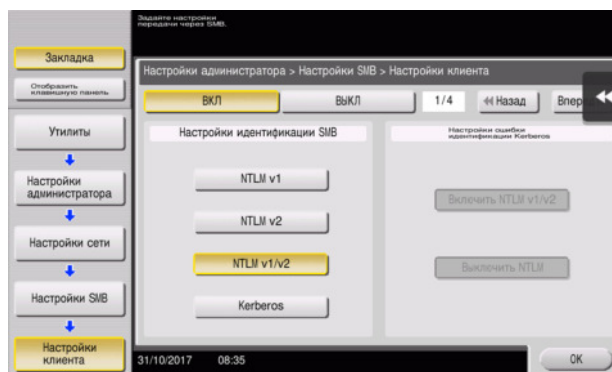 Задайте настройки
передачи через SMB.
Закладка
Отобразить
клавишную панель
Утилиты
Настройки
администратора
Настройки сети
Настройки SMB
Настройки
клиента
Настройки администратора > Настройки SMB > Настройки клиента
ВКЛ
ВЫКЛ
1/4
Назад
Впер
Настройки идентификации SMB
NTLM v1
NTLM v2
NTLM v1/v2
Kerberos
Настройки ошибки
идентификации Kerberos
Включить NTLM v1/v2
Выключить NTLM
31/10/2017 08:35
OK